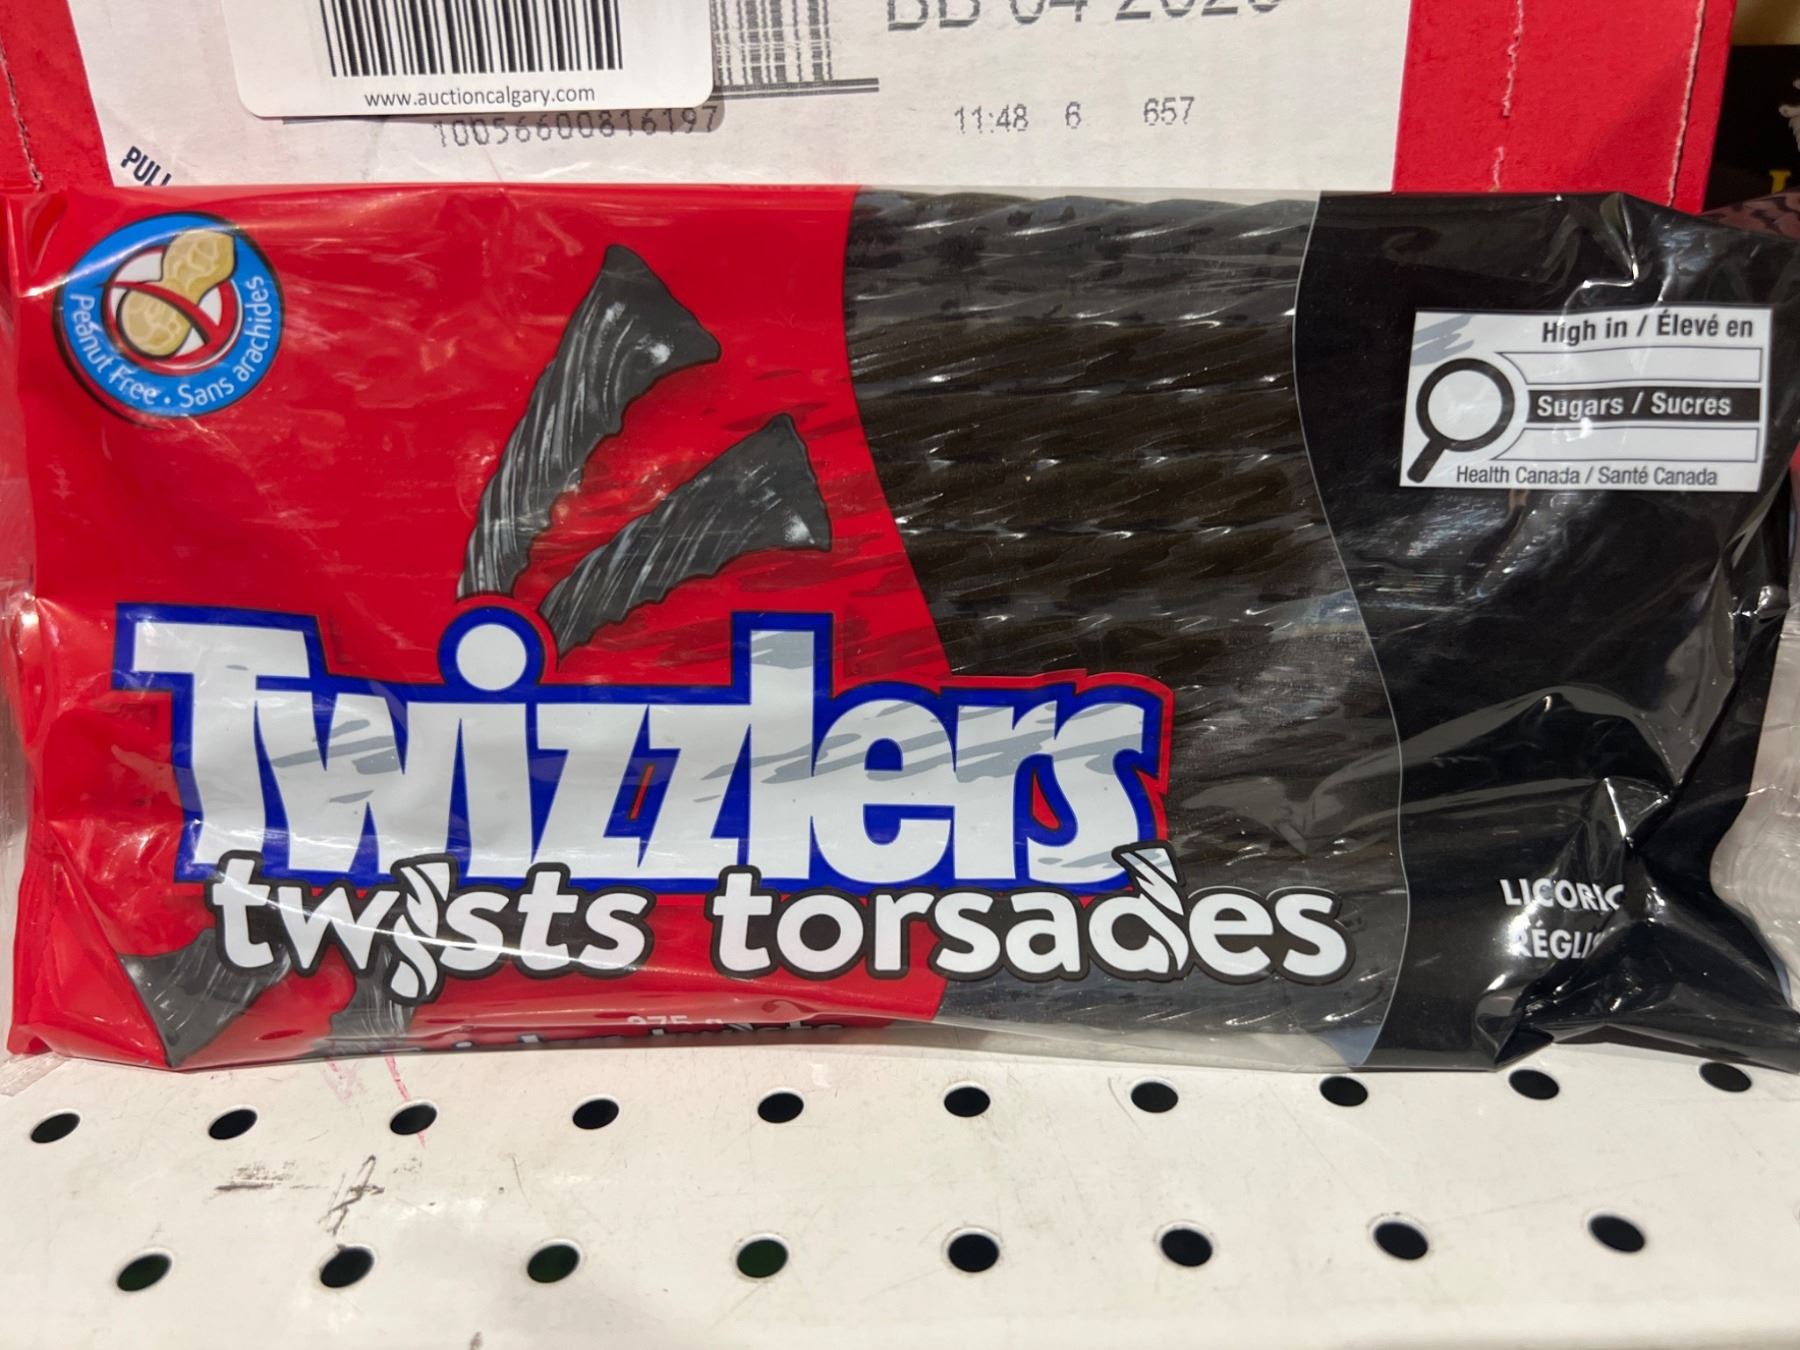 www.auctioncalgary.com
10056600816197
11:48 6 657
Peanut Free • Sans arachides
High in / Élevé en
Sugars / Sucres
Health Canada / Santé Canada
Twizzlers
twists torsades